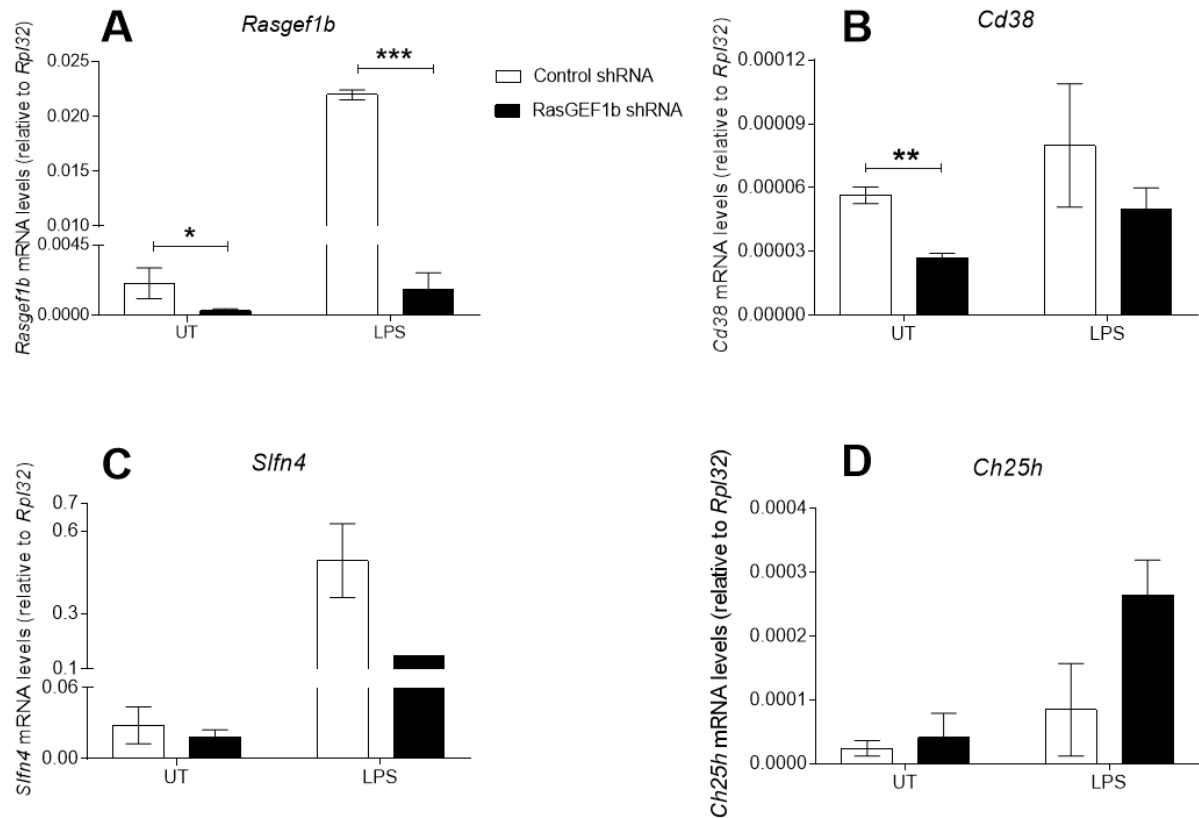 A
Rasgef1b
Rasgef1b mRNA levels (relative to Rpl32)
0.025
0.020
0.015
0.010
0.0045
0.0000
*
***
UT
LPS
Control shRNA
RasGEF1b shRNA
B
Cd38
Cd38 mRNA levels (relative to Rpl32)
0.00012
0.00009
0.00006
0.00003
0.00000
**
UT
LPS
C
Slfn4
Slfn4 mRNA levels (relative to Rpl32)
0.7
0.6
0.3
0.1
0.06
0.00
UT
LPS
D
Ch25h
Ch25h mRNA levels (relative to Rpl32)
0.0004
0.0003
0.0002
0.0001
0.0000
UT
LPS